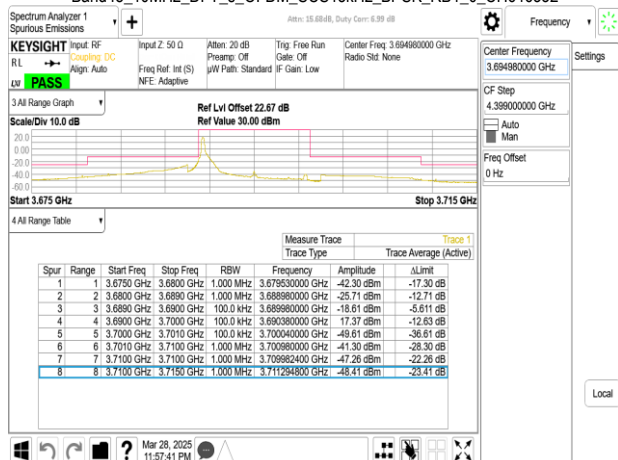 Spectrum Analyzer 1
Spurious Emissions
Attn: 15.68dB, Duty Corr: 6.99 dB
Frequency
KEYSIGHT
RL
PASS
Input: RF
Coupling: DC
Align: Auto
Input Z: 50 Ω
Freq Ref: Int (S)
NFE: Adaptive
Atten: 20 dB
Preamp: Off
µW Path: Standard
Trig: Free Run
Gate: Off
IF Gain: Low
Center Freq: 3.694980000 GHz
Radio Std: None
Center Frequency
3.694980000 GHz
Settings
CF Step
4.399000000 GHz
Auto
Man
Freq Offset
0 Hz
3 All Range Graph
Scale/Div 10.0 dB
Ref Lvl Offset 22.67 dB
Ref Value 30.00 dBm
20.0
0.00
-20.0
-40.0
-60.0
Start 3.675 GHz
Stop 3.715 GHz
4 All Range Table
Measure Trace Trace 1
Trace Type Trace Average (Active)
Spur Range Start Freq Stop Freq RBW Frequency Amplitude ΔLimit
1 1 3.6750 GHz 3.6800 GHz 1.000 MHz 3.679530000 GHz -42.30 dBm -17.30 dB
2 2 3.6800 GHz 3.6890 GHz 1.000 MHz 3.688980000 GHz -25.71 dBm -12.71 dB
3 3 3.6890 GHz 3.6900 GHz 100.0 kHz 3.689980000 GHz -18.61 dBm -5.611 dB
4 4 3.6900 GHz 3.7000 GHz 100.0 kHz 3.690380000 GHz 17.37 dBm -12.63 dB
5 5 3.7000 GHz 3.7010 GHz 100.0 kHz 3.700040000 GHz -49.61 dBm -36.61 dB
6 6 3.7010 GHz 3.7100 GHz 1.000 MHz 3.700980000 GHz -41.30 dBm -28.30 dB
7 7 3.7100 GHz 3.7100 GHz 1.000 MHz 3.709982400 GHz -47.26 dBm -22.26 dB
8 8 3.7100 GHz 3.7150 GHz 1.000 MHz 3.711294800 GHz -48.41 dBm -23.41 dB
Local
Mar 28, 2025
11:57:41 PM